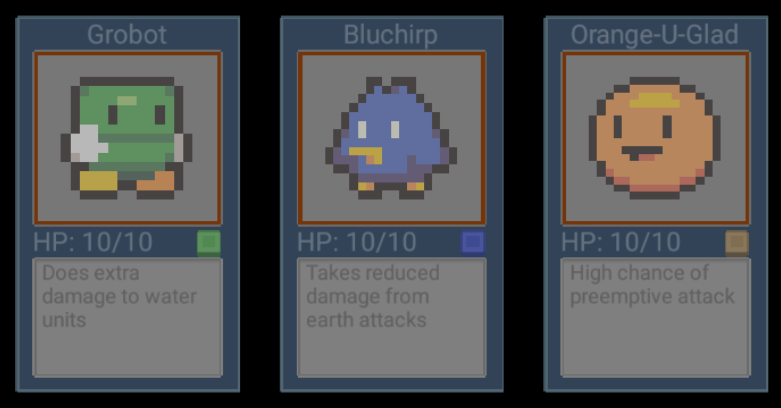 Grobot
HP: 10/10
Does extra
damage to water
units
Bluchirp
HP: 10/10
Takes reduced
damage from
earth attacks
Orange-U-Glad
HP: 10/10
High chance of
preemptive attack